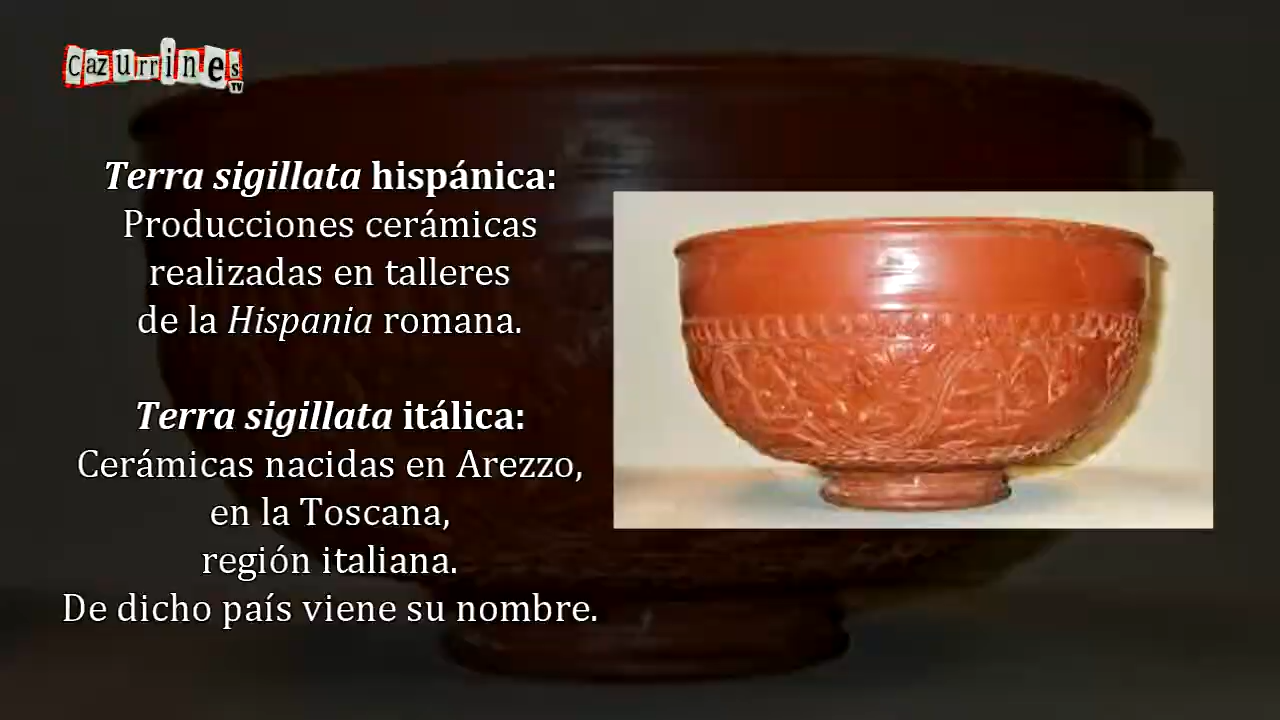 Cazurrines
TV
Terra sigillata hispánica:
Producciones cerámicas
realizadas en talleres
de la Hispania romana.
Terra sigillata itálica:
Cerámicas nacidas en Arezzo,
en la Toscana,
región italiana.
De dicho país viene su nombre.